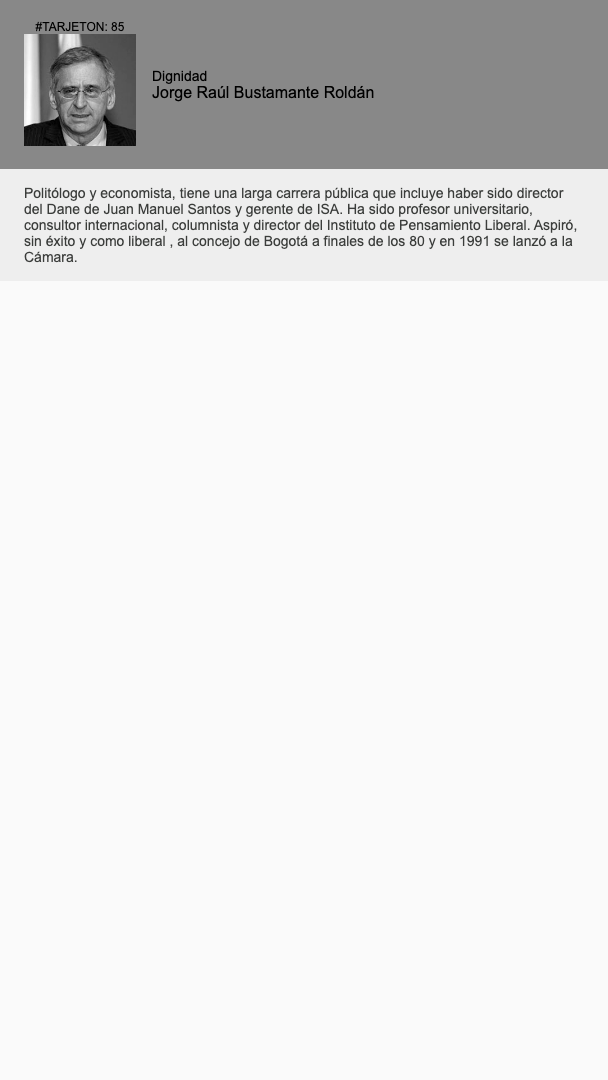 #TARJETON: 85
Dignidad
Jorge Raúl Bustamante Roldán
Politólogo y economista, tiene una larga carrera pública que incluye haber sido director
del Dane de Juan Manuel Santos y gerente de ISA. Ha sido profesor universitario,
consultor internacional, columnista y director del Instituto de Pensamiento Liberal. Aspiró,
sin éxito y como liberal , al concejo de Bogotá a finales de los 80 y en 1991 se lanzó a la
Cámara.